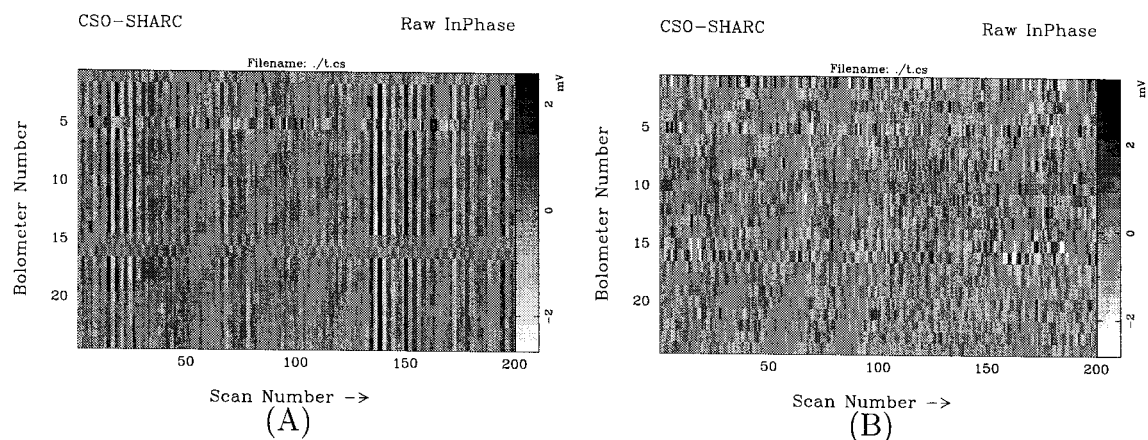 CSO-SHARC
Raw InPhase
Filename: ./t.cs
mV
2
0
-2
5
10
15
20
Bolometer Number
50
100
150
200
Scan Number ->
(A)
CSO-SHARC
Raw InPhase
Filename: ./t.cs
mV
2
0
-2
5
10
15
20
Bolometer Number
50
100
150
200
Scan Number ->
(B)